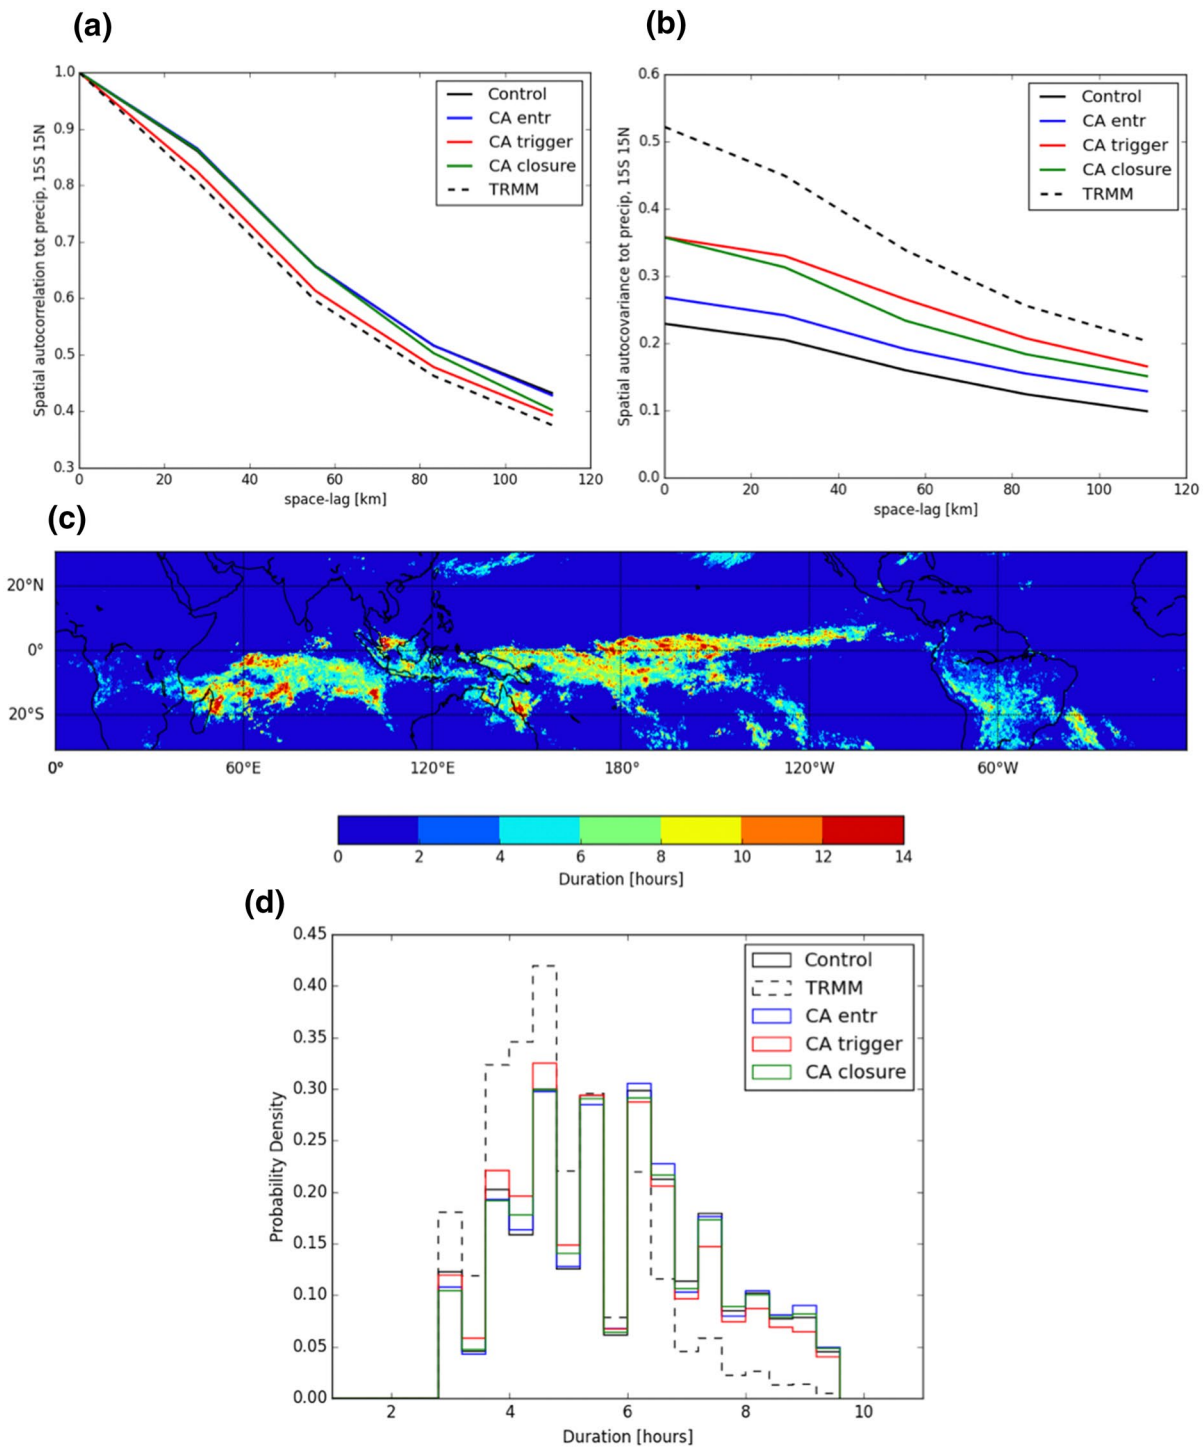 (a)
(b)
1.0
0.9
0.8
0.7
0.6
0.5
0.4
0.3
0
20
40
60
80
100
120
space-lag [km]
Spatial autocorrelation tot precip, 15S 15N
Control
CA entr
CA trigger
CA closure
TRMM
0.6
0.5
0.4
0.3
0.2
0.1
0.0
0
20
40
60
80
100
120
space-lag [km]
Spatial autocovariance tot precip, 15S 15N
Control
CA entr
CA trigger
CA closure
TRMM
(c)
20°N
0°
20°S
0°
60°E
120°E
180°
120°W
60°W
0
2
4
6
8
10
12
14
Duration [hours]
(d)
0.45
0.40
0.35
0.30
0.25
0.20
0.15
0.10
0.05
0.00
Probability Density
Control
TRMM
CA entr
CA trigger
CA closure
2
4
6
8
10
Duration [hours]